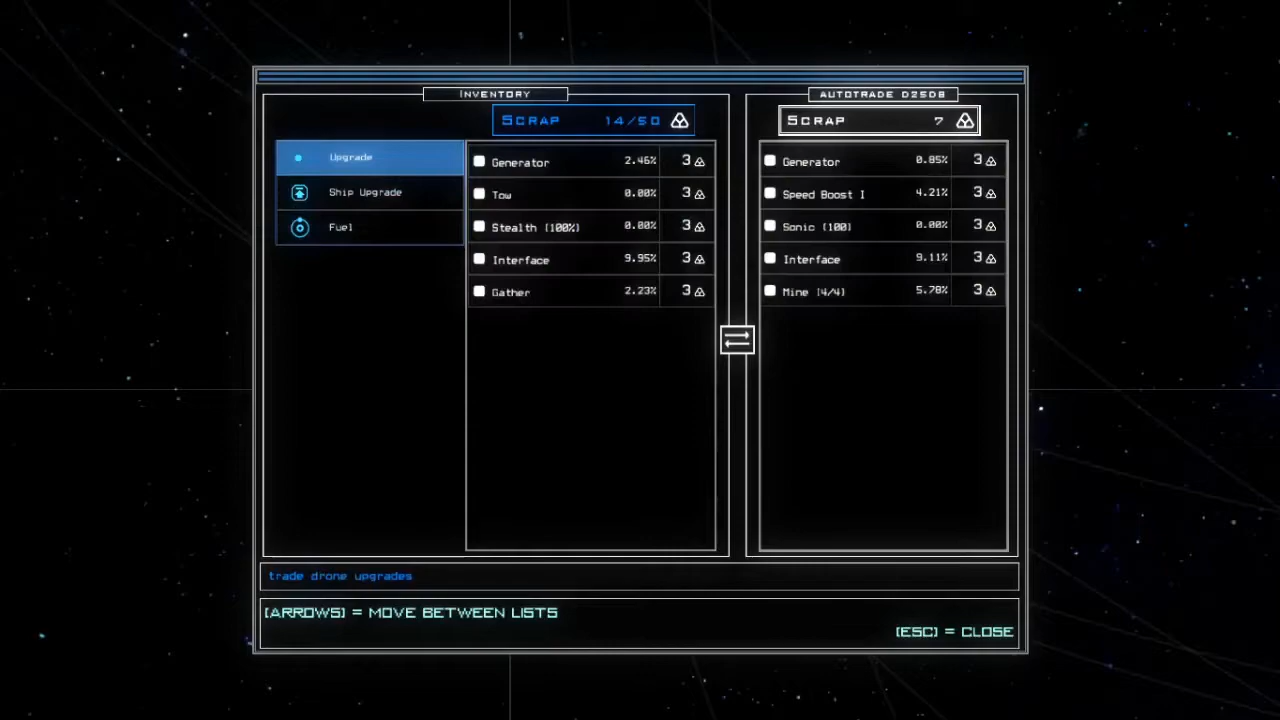 INVENTORY
SCRAP 14/50
Upgrade
Ship Upgrade
Fuel
Generator 2.46% 3
Tow 0.00% 3
Stealth (100%) 0.00% 3
Interface 9.95% 3
Gather 2.23% 3
AUTOTRADE D25DB
SCRAP 7
Generator 0.85% 3
Speed Boost I 4.21% 3
Sonic (100) 0.00% 3
Interface 9.11% 3
Mine (4/4) 5.78% 3
trade drone upgrades
(ARROWS) = MOVE BETWEEN LISTS
(ESC) = CLOSE